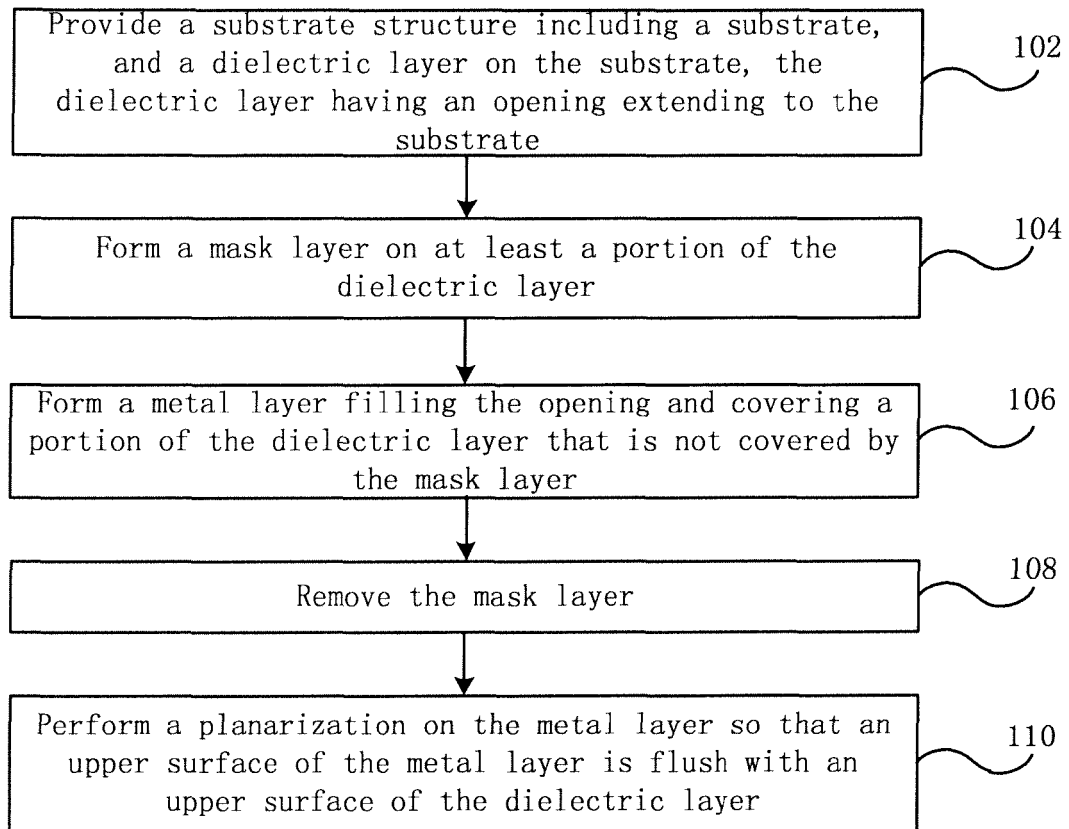 Provide a substrate structure including a substrate,
and a dielectric layer on the substrate, the
dielectric layer having an opening extending to the
substrate
102
Form a mask layer on at least a portion of the
dielectric layer
104
Form a metal layer filling the opening and covering a
portion of the dielectric layer that is not covered by
the mask layer
106
Remove the mask layer
108
Perform a planarization on the metal layer so that an
upper surface of the metal layer is flush with an
upper surface of the dielectric layer
110